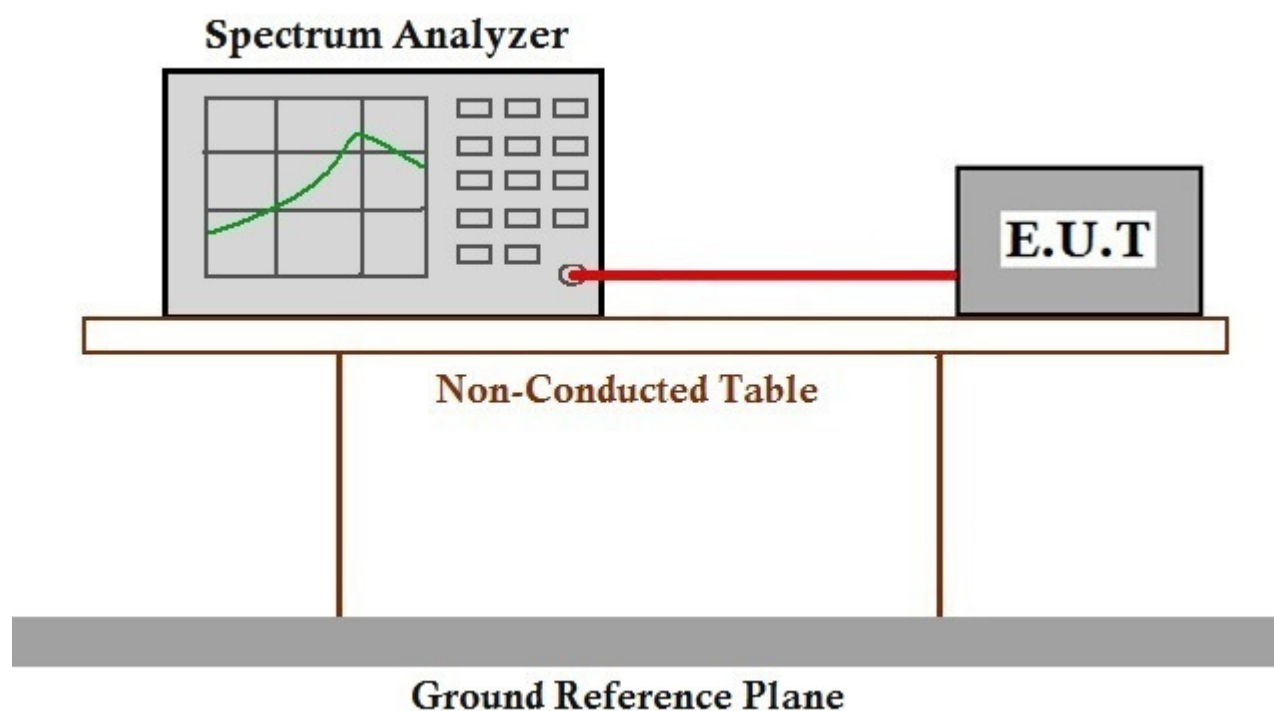 Spectrum Analyzer
E.U.T
Non-Conducted Table
Ground Reference Plane